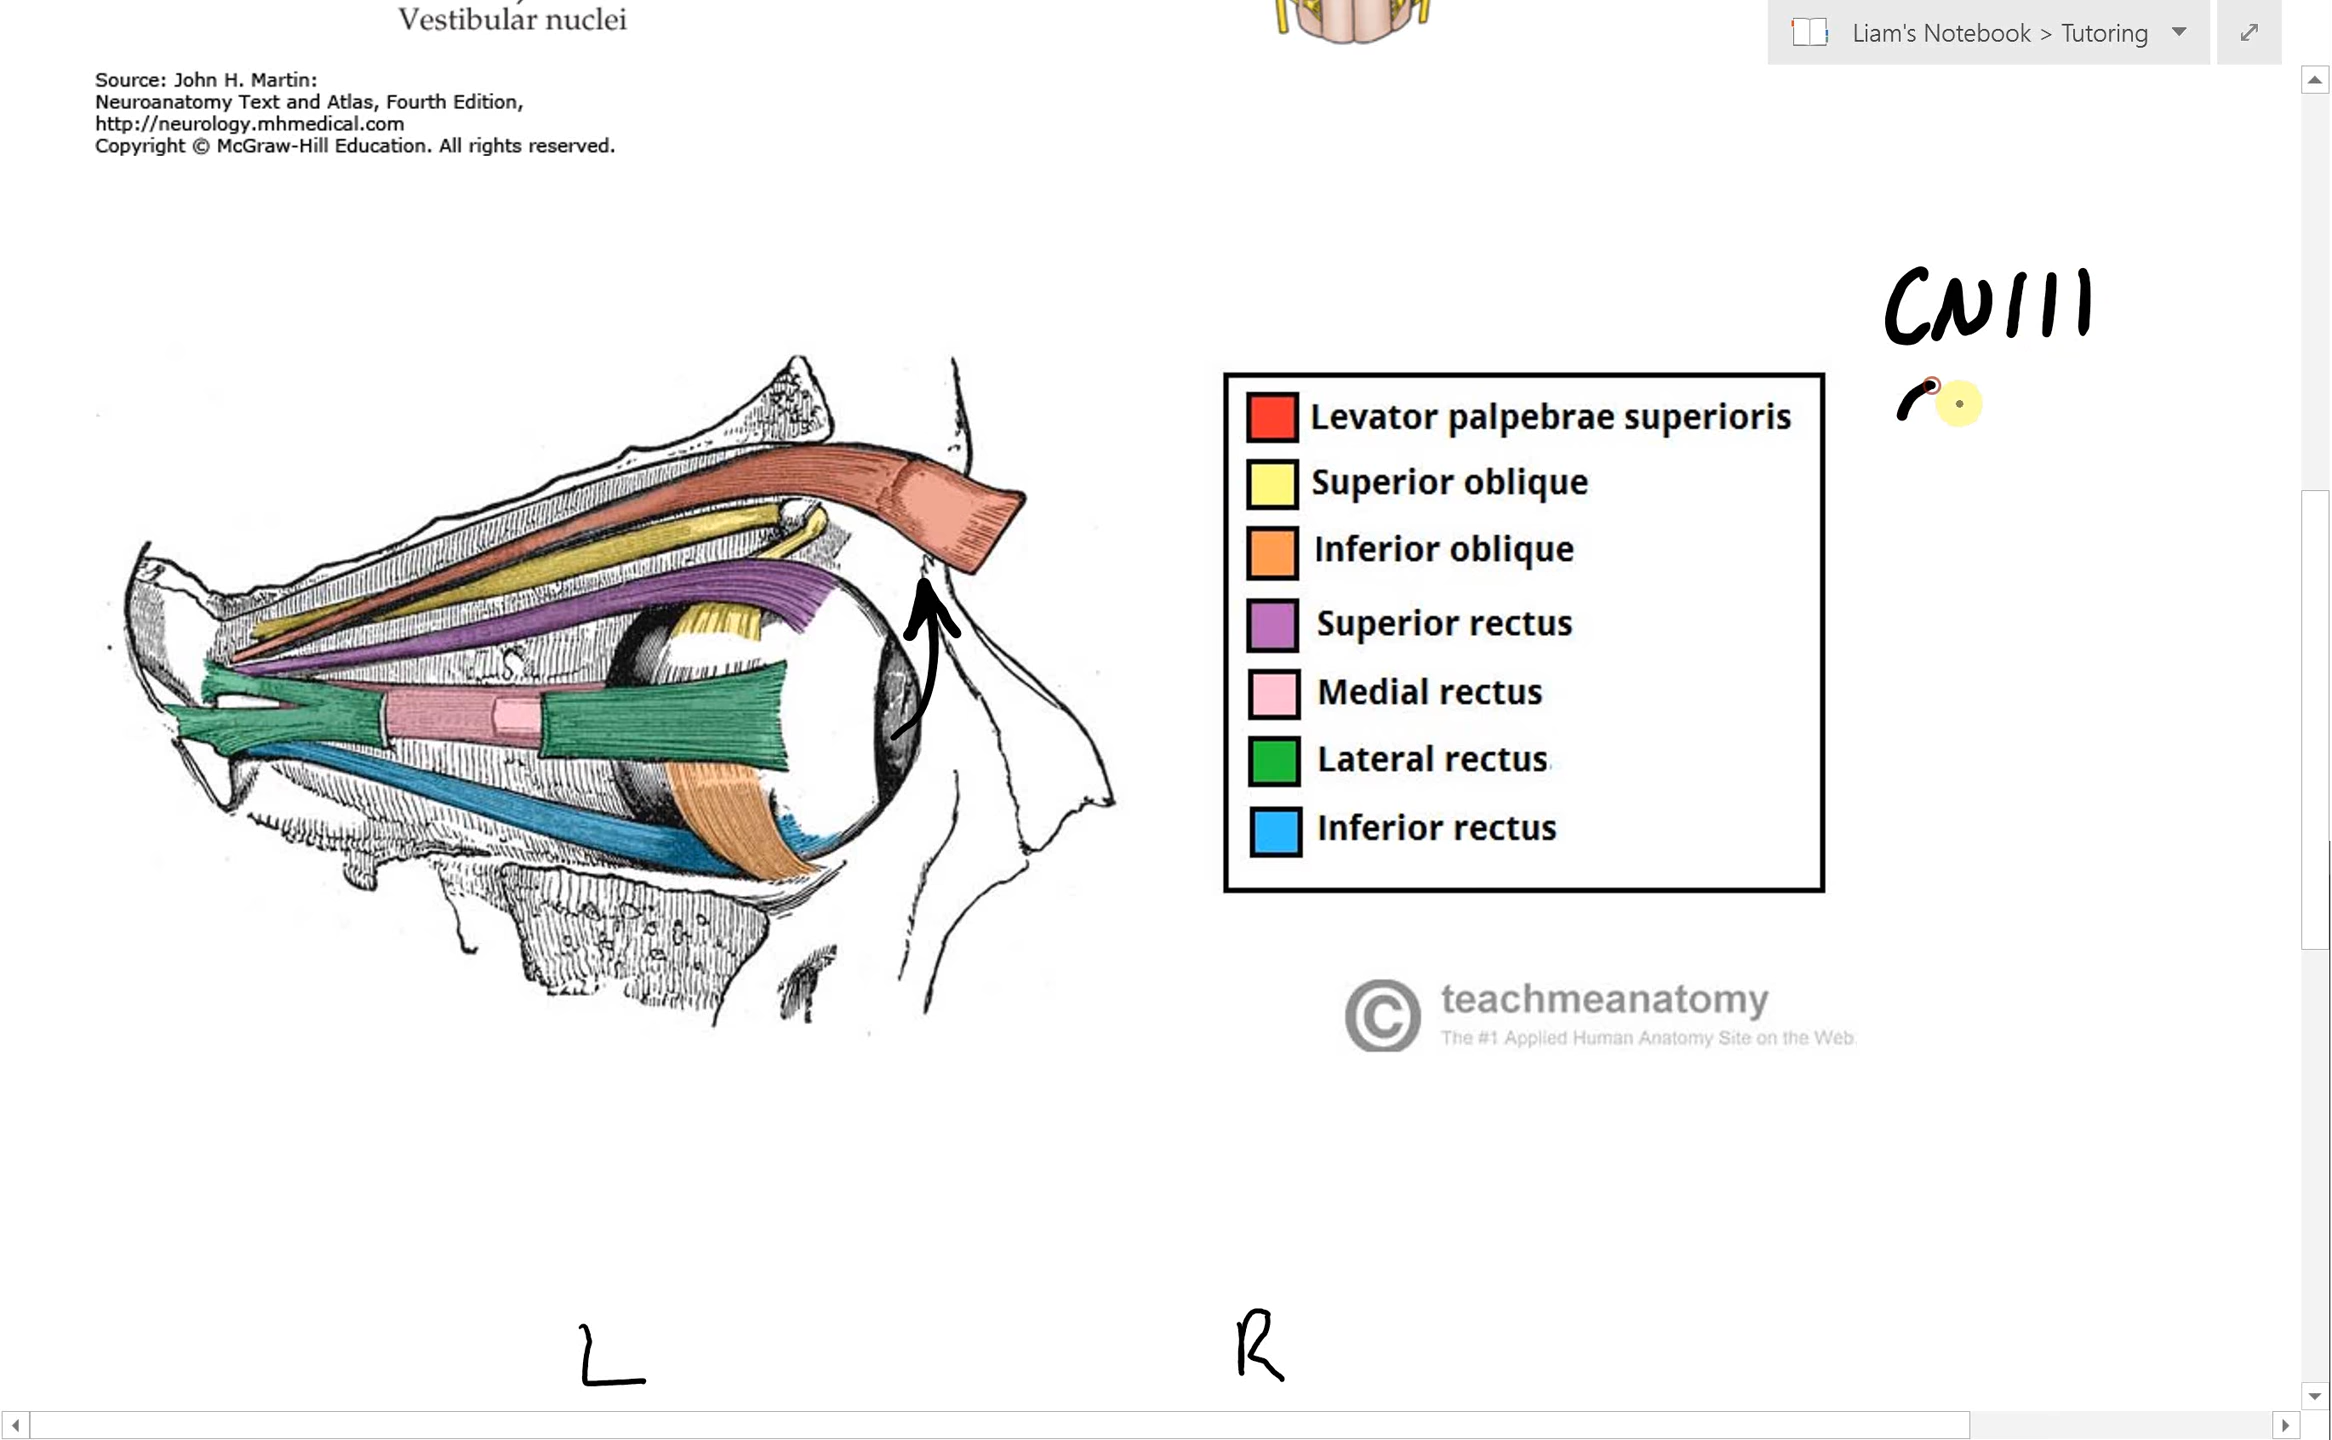 Vestibular nuclei
Liam's Notebook > Tutoring
Source: John H. Martin:
Neuroanatomy Text and Atlas, Fourth Edition,
http://neurology.mhmedical.com
Copyright © McGraw-Hill Education. All rights reserved.
CNIII
Levator palpebrae superioris
Superior oblique
Inferior oblique
Superior rectus
Medial rectus
Lateral rectus
Inferior rectus
© teachmeanatomy
The #1 Applied Human Anatomy Site on the Web.
L R